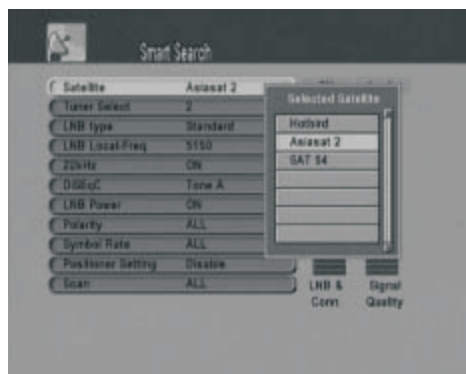 Smart Search
Satellite Asiasat 2
Tuner Select 2
LNB type Standard
LNB Local-Freq 5150
22kHz ON
DiSEqC Tone A
LNB Power ON
Polarity ALL
Symbol Rate ALL
Positioner Setting Disable
Scan ALL
Selected Satellite
Hotbird
Asiasat 2
SAT 54
LNB & Conn
Signal Quality